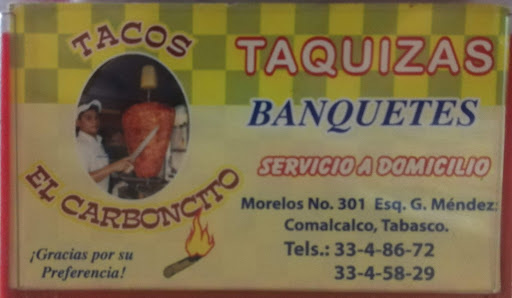 TACOS
EL CARBONCITO
¡Gracias por su
Preferencia!
TAQUIZAS
BANQUETES
SERVICIO A DOMICILIO
Morelos No. 301 Esq. G. Méndez
Comalcalco, Tabasco.
Tels.: 33-4-86-72
33-4-58-29